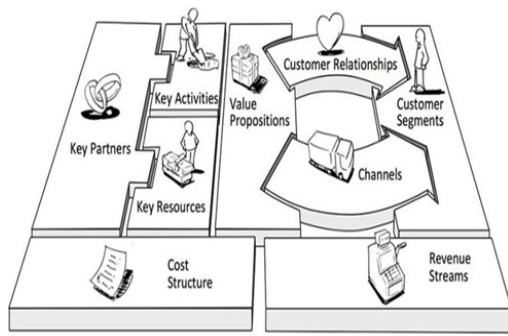 Key Partners
Key Activities
Key Resources
Value
Propositions
Customer Relationships
Channels
Customer
Segments
Cost
Structure
Revenue
Streams